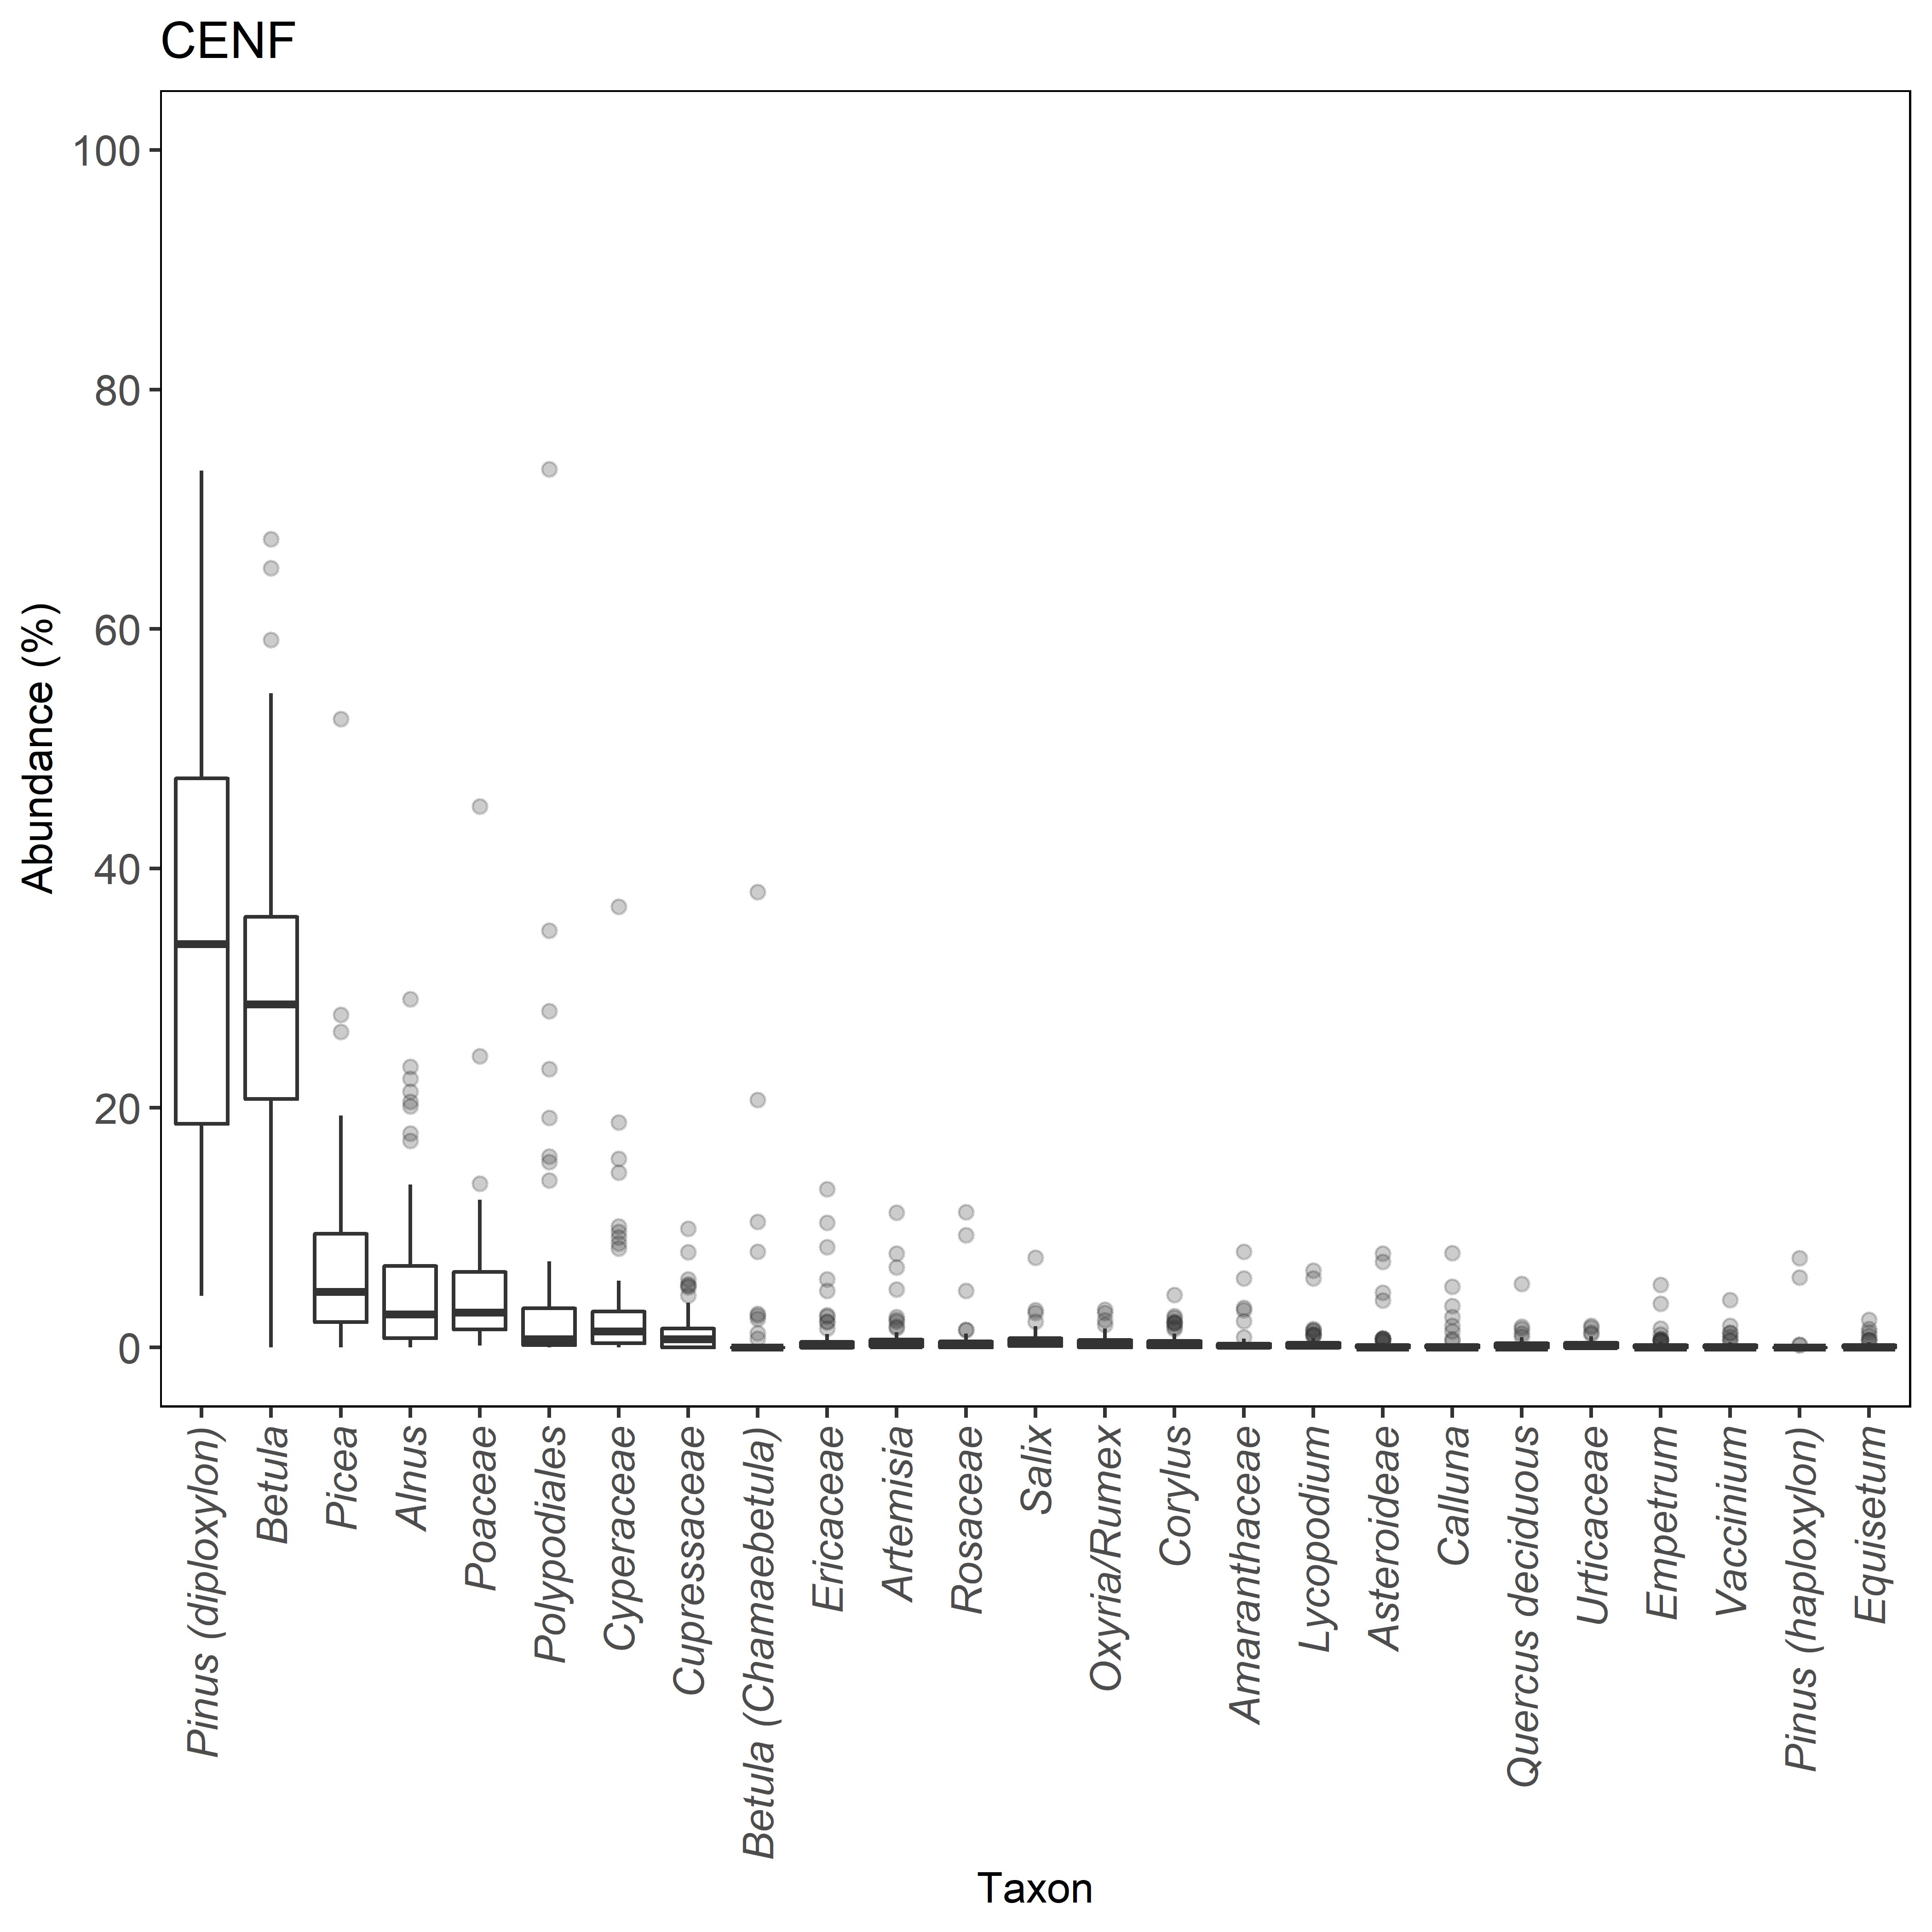 CENF
Abundance (%)
100
80
60
40
20
0
Pinus (diploxylon)
Betula
Picea
Alnus
Poaceae
Polypodiales
Cyperaceae
Cupressaceae
Betula (Chamaebetula)
Ericaceae
Artemisia
Rosaceae
Salix
Oxyria/Rumex
Corylus
Amaranthaceae
Lycopodium
Asteroideae
Calluna
Quercus deciduous
Urticaceae
Empetrum
Vaccinium
Pinus (haploxylon)
Equisetum
Taxon